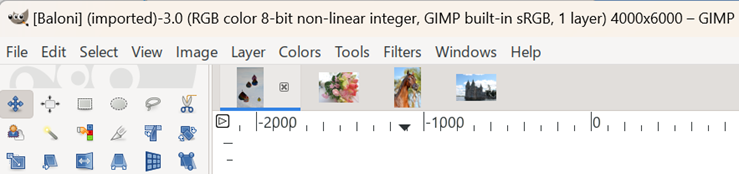 [Baloni] (imported)-3.0 (RGB color 8-bit non-linear integer, GIMP built-in sRGB, 1 layer) 4000x6000 – GIMP
File Edit Select View Image Layer Colors Tools Filters Windows Help
-2000 -1000 0